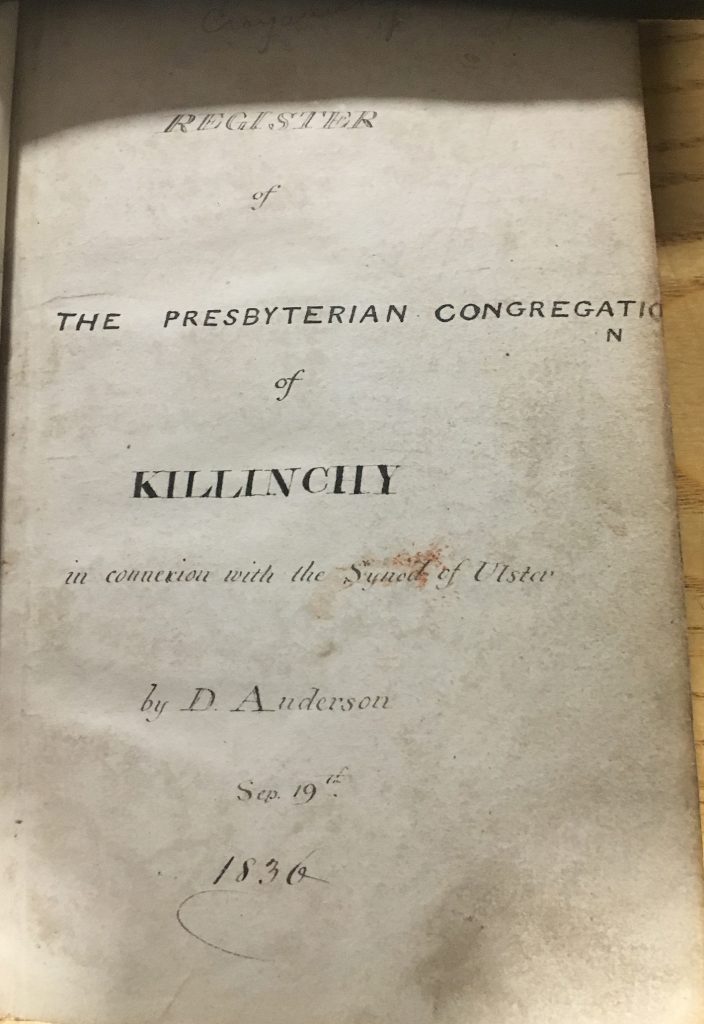 REGISTER
of
THE PRESBYTERIAN CONGREGATIO
N
of
KILLINCHY
in connexion with the Synod of Ulster
by D. Anderson
Sep. 19th
1836